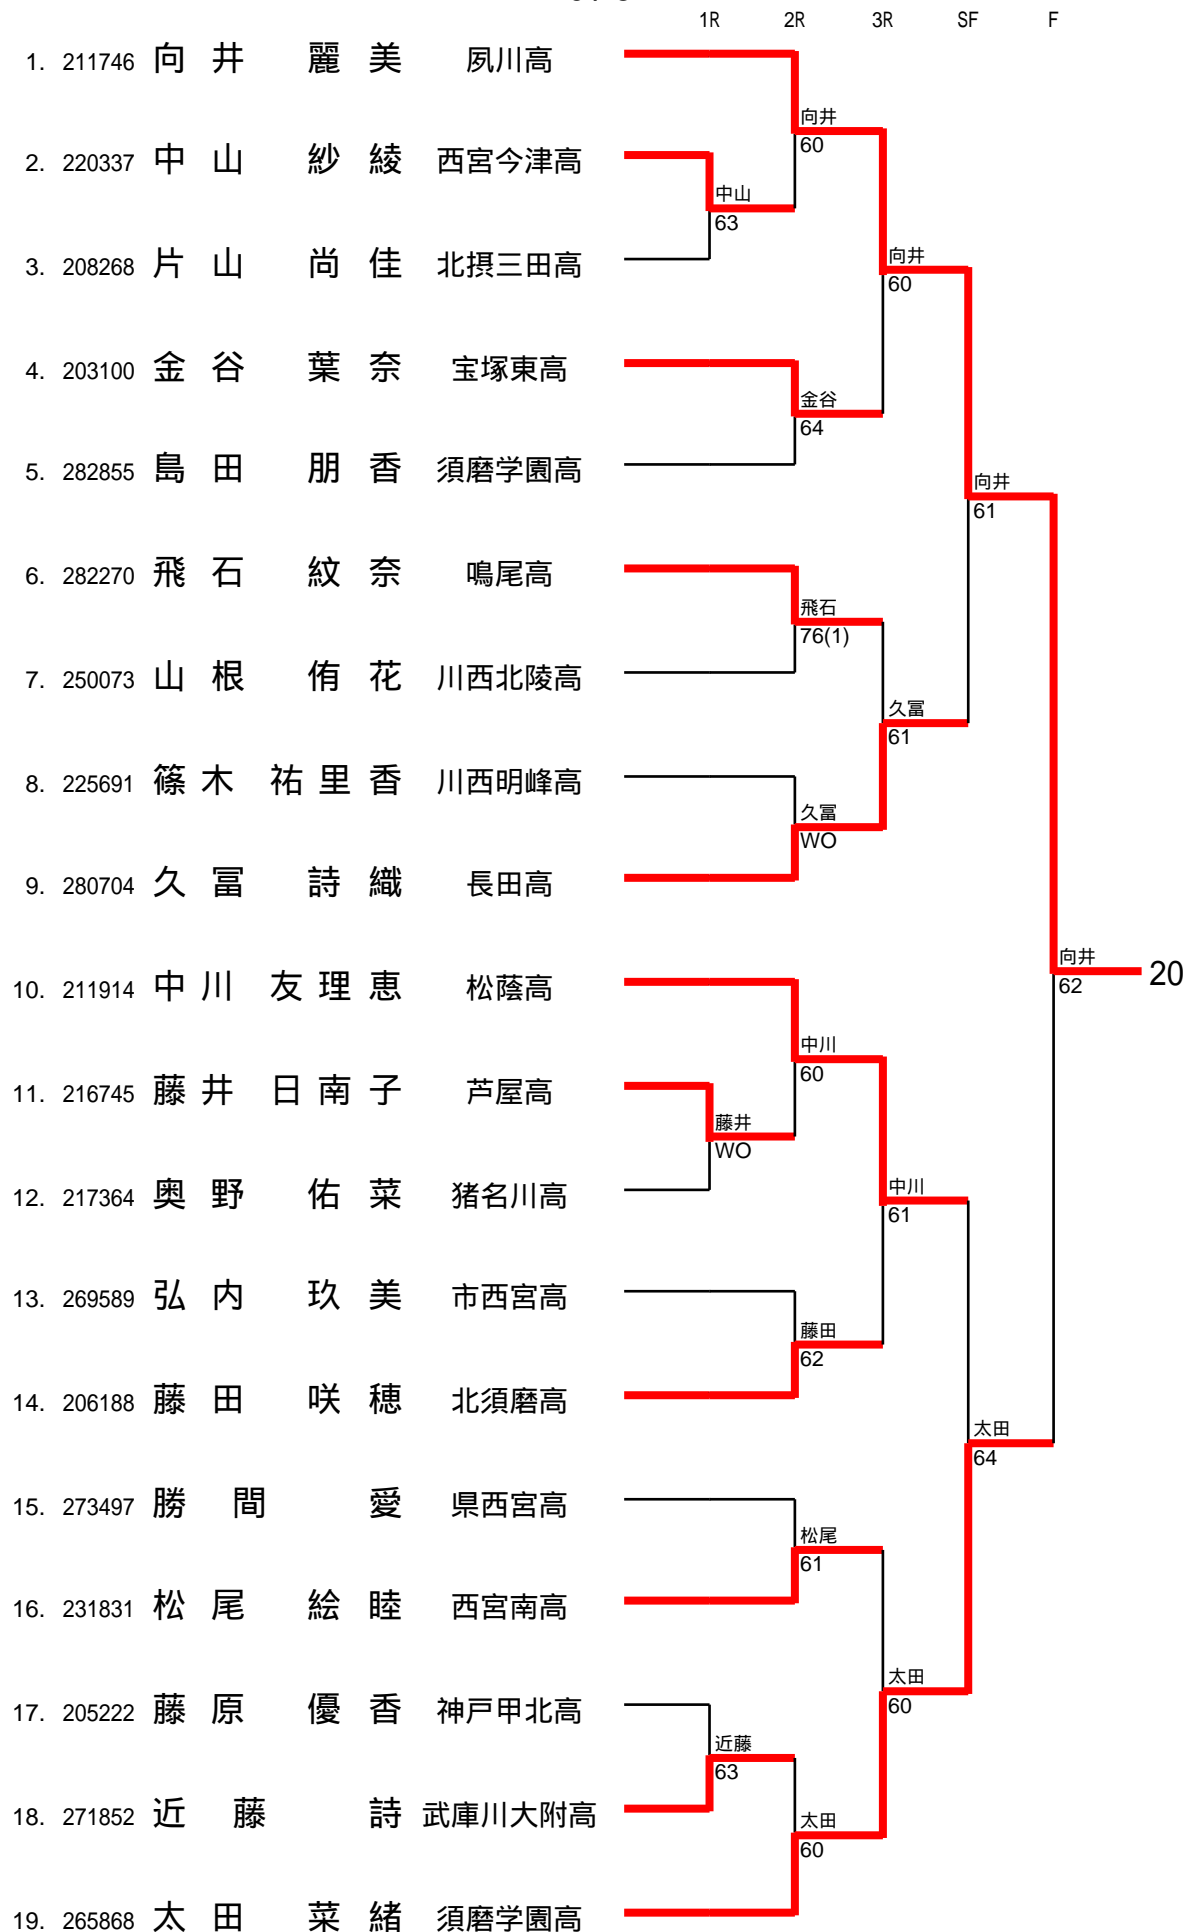 1R 2R 3R SF F
1. 211746 向井 麗美 夙川高
向井
60
2. 220337 中山 紗綾 西宮今津高
中山
63
3. 208268 片山 尚佳 北摂三田高
向井
60
4. 203100 金谷 葉奈 宝塚東高
金谷
64
5. 282855 島田 朋香 須磨学園高
向井
61
6. 282270 飛石 紋奈 鳴尾高
飛石
76(1)
7. 250073 山根 侑花 川西北陵高
久冨
61
8. 225691 篠木 祐里香 川西明峰高
久冨
WO
9. 280704 久冨 詩織 長田高
向井
62
20
10. 211914 中川 友理恵 松蔭高
中川
60
11. 216745 藤井 日南子 芦屋高
藤井
WO
12. 217364 奥野 佑菜 猪名川高
中川
61
13. 269589 弘内 玖美 市西宮高
藤田
62
14. 206188 藤田 咲穂 北須磨高
太田
64
15. 273497 勝間 愛 県西宮高
松尾
61
16. 231831 松尾 絵睦 西宮南高
太田
60
17. 205222 藤原 優香 神戸甲北高
近藤
63
18. 271852 近藤 詩 武庫川大附高
太田
60
19. 265868 太田 菜緒 須磨学園高